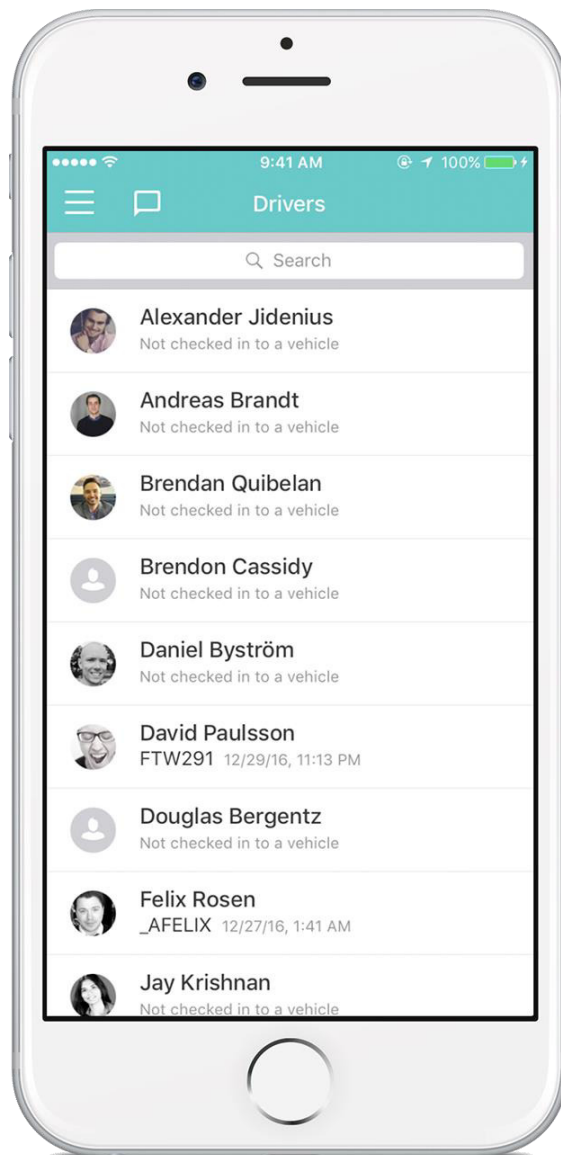 9:41 AM 100%
Drivers
Search
Alexander Jidenius
Not checked in to a vehicle
Andreas Brandt
Not checked in to a vehicle
Brendan Quibelan
Not checked in to a vehicle
Brendon Cassidy
Not checked in to a vehicle
Daniel Byström
Not checked in to a vehicle
David Paulsson
FTW291 12/29/16, 11:13 PM
Douglas Bergentz
Not checked in to a vehicle
Felix Rosen
_AFELIX 12/27/16, 1:41 AM
Jay Krishnan
Not checked in to a vehicle